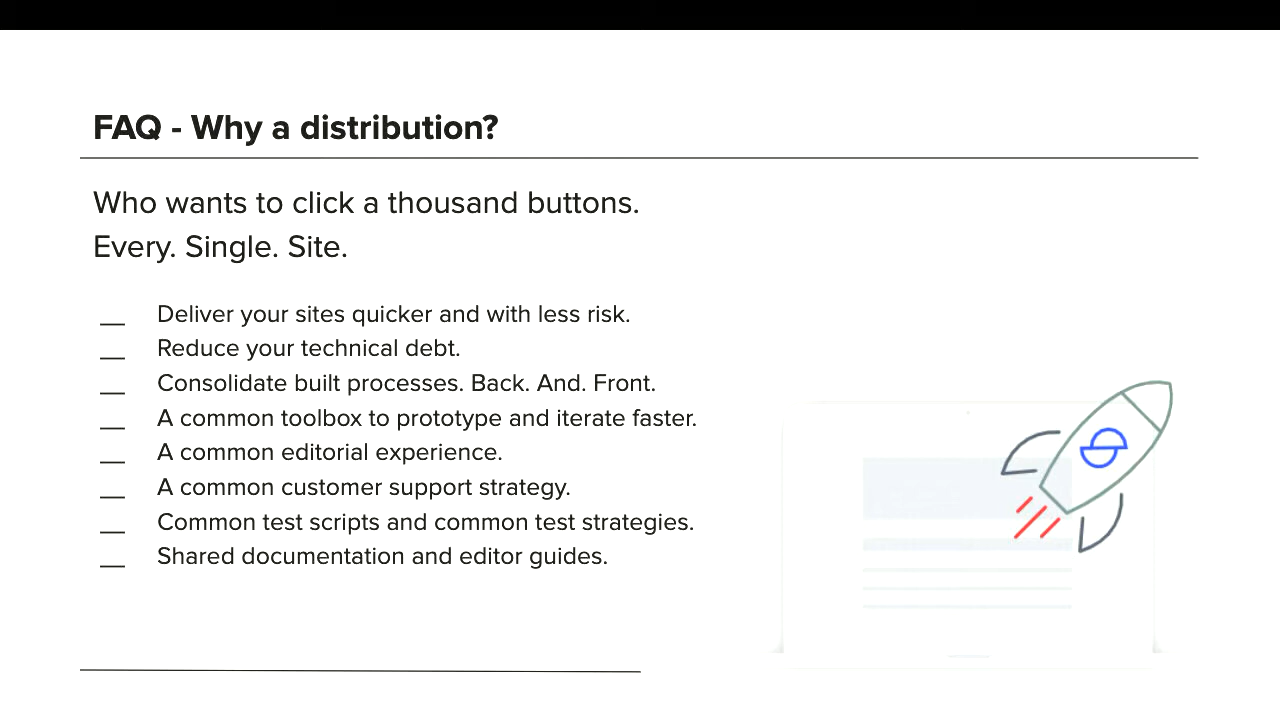 FAQ - Why a distribution?
Who wants to click a thousand buttons.
Every. Single. Site.
Deliver your sites quicker and with less risk.
Reduce your technical debt.
Consolidate built processes. Back. And. Front.
A common toolbox to prototype and iterate faster.
A common editorial experience.
A common customer support strategy.
Common test scripts and common test strategies.
Shared documentation and editor guides.